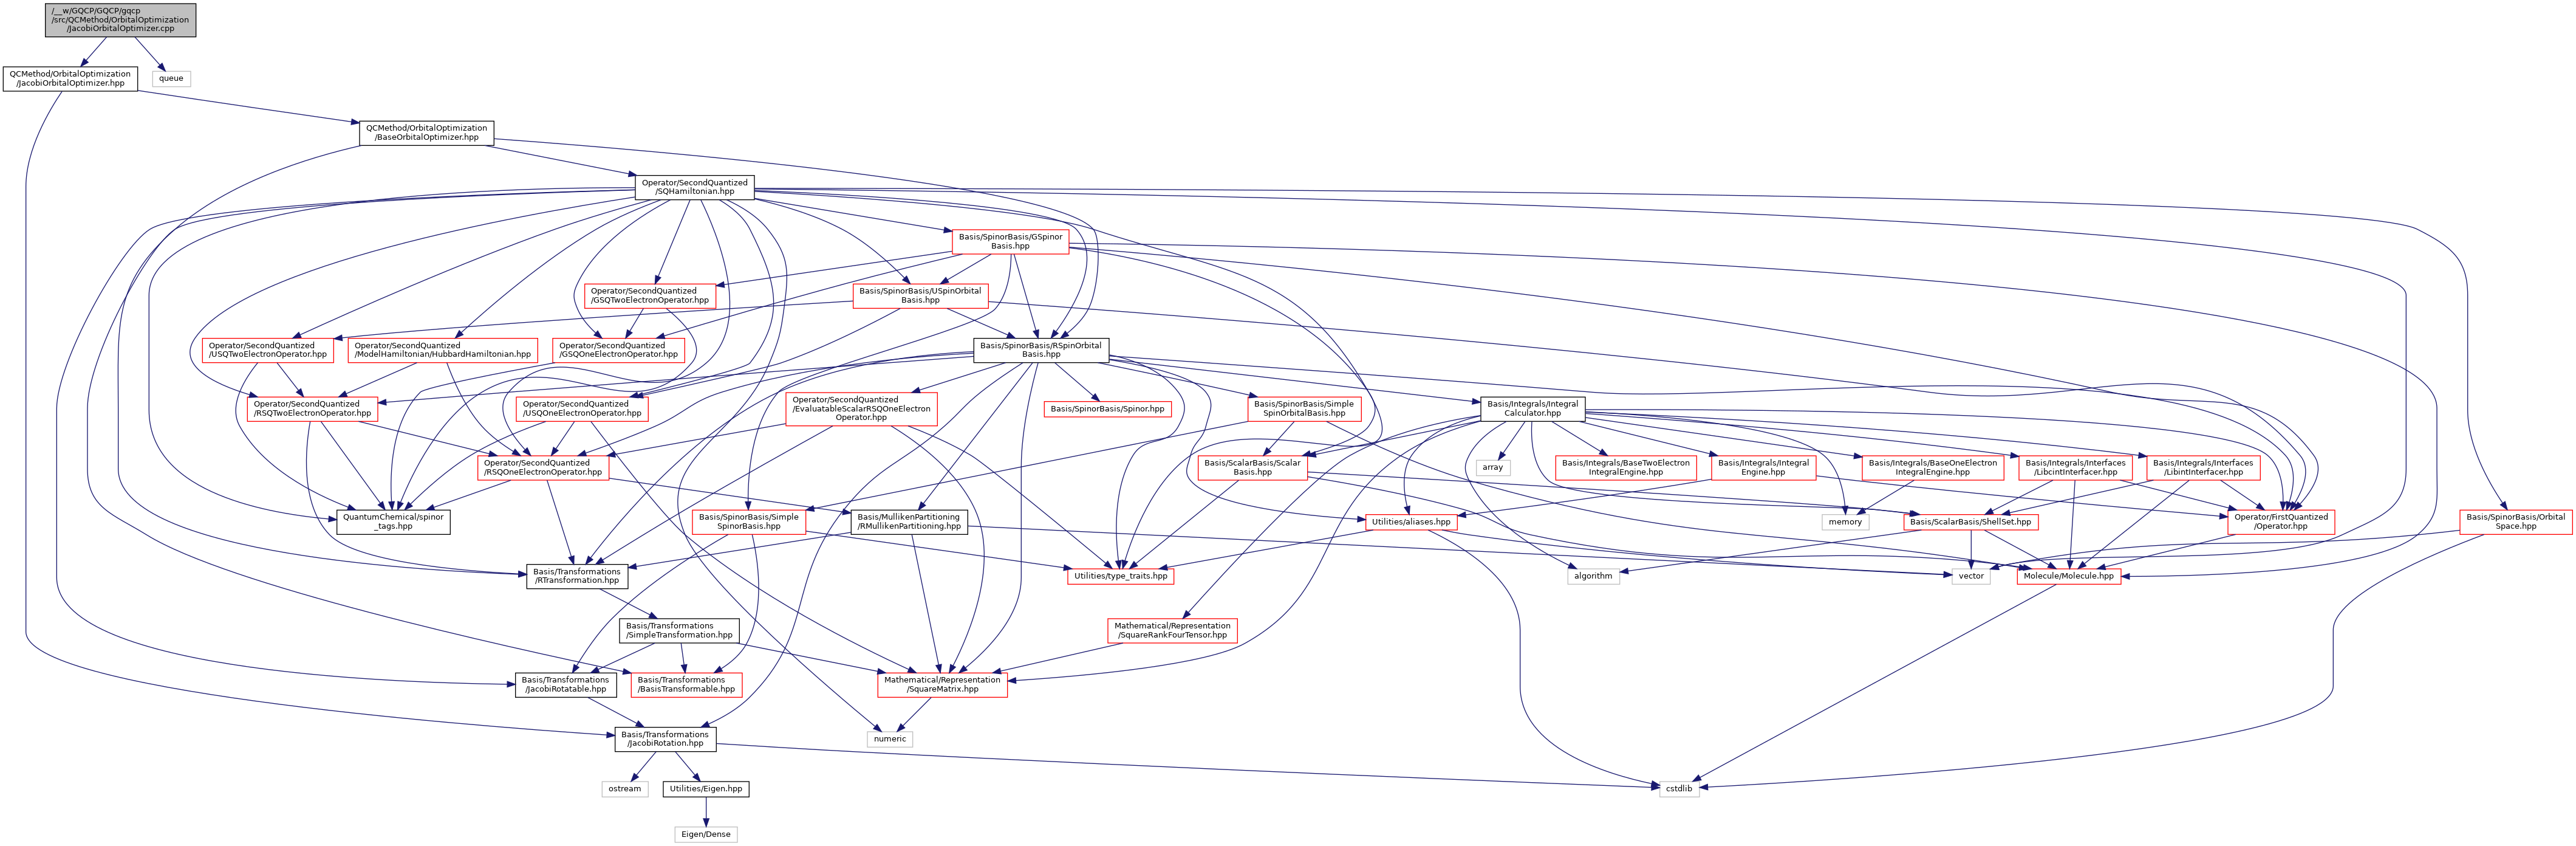 /__w/GQCP/GQCP/gqcp
/src/QCMethod/OrbitalOptimization
/JacobiOrbitalOptimizer.cpp
QCMethod/OrbitalOptimization
/JacobiOrbitalOptimizer.hpp
queue
QCMethod/OrbitalOptimization
/BaseOrbitalOptimizer.hpp
Operator/SecondQuantized
/SQHamiltonian.hpp
Basis/SpinorBasis/GSpinor
Basis.hpp
Operator/SecondQuantized
/GSQTwoElectronOperator.hpp
Basis/SpinorBasis/USpinOrbital
Basis.hpp
Operator/SecondQuantized
/USQTwoElectronOperator.hpp
Operator/SecondQuantized
/ModelHamiltonian/HubbardHamiltonian.hpp
Operator/SecondQuantized
/GSQOneElectronOperator.hpp
Basis/SpinorBasis/RSpinOrbital
Basis.hpp
Operator/SecondQuantized
/RSQTwoElectronOperator.hpp
Operator/SecondQuantized
/USQOneElectronOperator.hpp
Operator/SecondQuantized
/EvaluatableScalarRSQOneElectron
Operator.hpp
Basis/SpinorBasis/Spinor.hpp
Basis/SpinorBasis/Simple
SpinOrbitalBasis.hpp
Basis/Integrals/Integral
Calculator.hpp
Operator/SecondQuantized
/RSQOneElectronOperator.hpp
Basis/ScalarBasis/Scalar
Basis.hpp
array
Basis/Integrals/BaseTwoElectron
IntegralEngine.hpp
Basis/Integrals/Integral
Engine.hpp
Basis/Integrals/BaseOneElectron
IntegralEngine.hpp
Basis/Integrals/Interfaces
/LibcintInterfacer.hpp
Basis/Integrals/Interfaces
/LibintInterfacer.hpp
QuantumChemical/spinor
_tags.hpp
Basis/SpinorBasis/Simple
SpinorBasis.hpp
Basis/MullikenPartitioning
/RMullikenPartitioning.hpp
Utilities/aliases.hpp
memory
Basis/ScalarBasis/ShellSet.hpp
Operator/FirstQuantized
/Operator.hpp
Basis/SpinorBasis/Orbital
Space.hpp
Basis/Transformations
/RTransformation.hpp
Utilities/type_traits.hpp
algorithm
vector
Molecule/Molecule.hpp
Basis/Transformations
/SimpleTransformation.hpp
Mathematical/Representation
/SquareRankFourTensor.hpp
Basis/Transformations
/JacobiRotatable.hpp
Basis/Transformations
/BasisTransformable.hpp
Mathematical/Representation
/SquareMatrix.hpp
Basis/Transformations
/JacobiRotation.hpp
numeric
ostream
Utilities/Eigen.hpp
cstdlib
Eigen/Dense